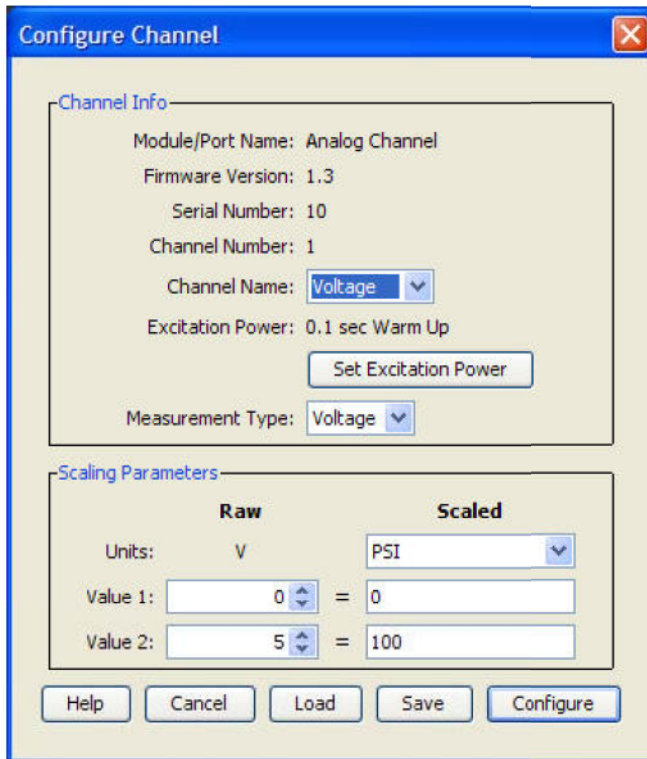 Configure Channel
Channel Info
Module/Port Name: Analog Channel
Firmware Version: 1.3
Serial Number: 10
Channel Number: 1
Channel Name: Voltage
Excitation Power: 0.1 sec Warm Up
Set Excitation Power
Measurement Type: Voltage
Scaling Parameters
Raw Scaled
Units: V PSI
Value 1: 0 = 0
Value 2: 5 = 100
Help Cancel Load Save Configure